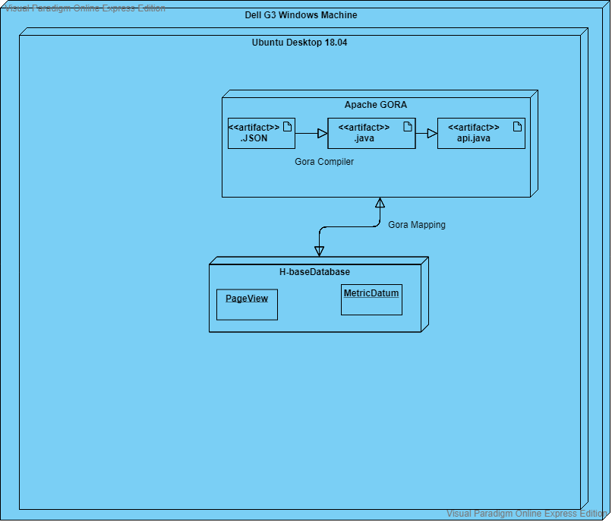 Visual Paradigm Online Express Edition
Dell G3 Windows Machine
Ubuntu Desktop 18.04
Apache GORA
<<artifact>>
.JSON
<<artifact>>
.java
<<artifact>>
api.java
Gora Compiler
Gora Mapping
H-baseDatabase
PageView
MetricDatum
Visual Paradigm Online Express Edition